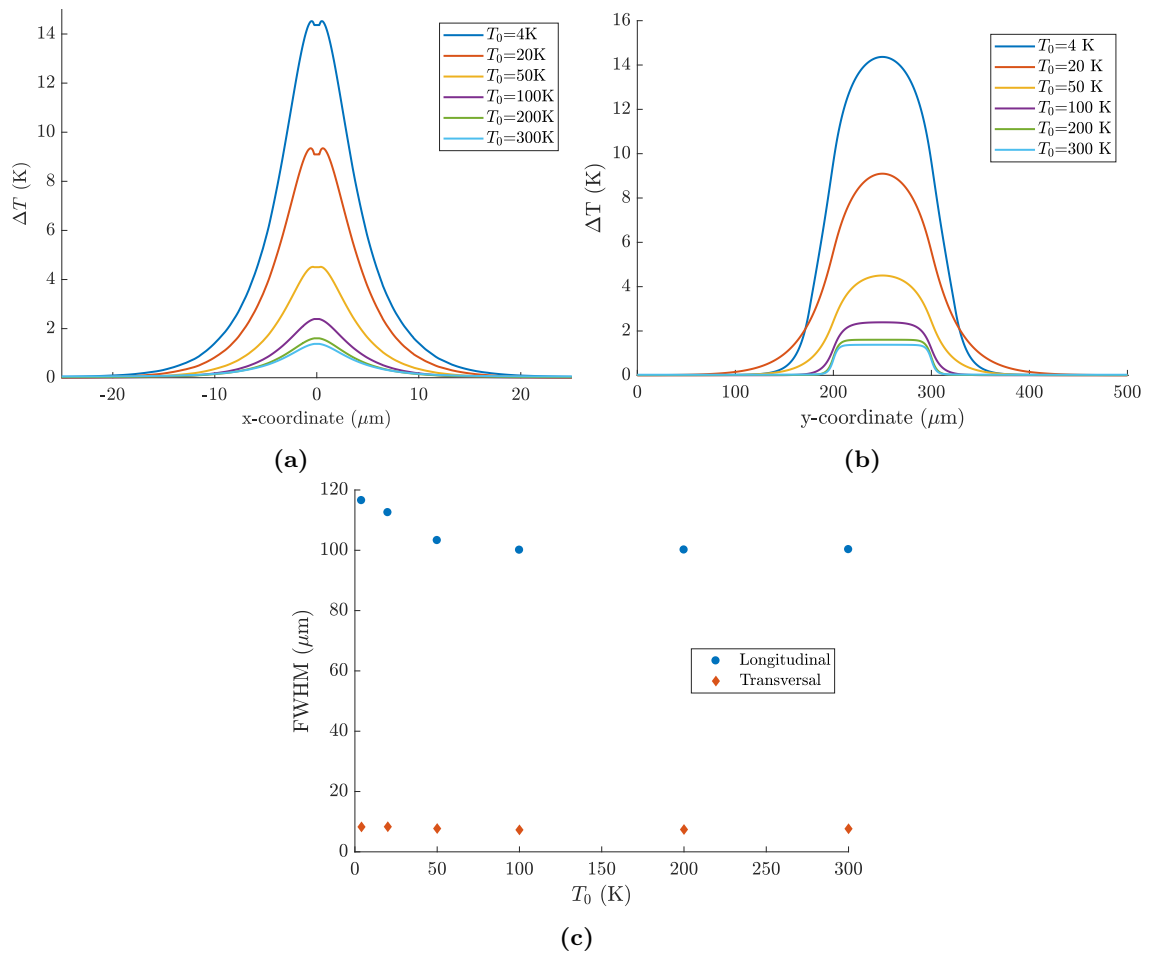 14
12
10
8
6
4
2
0
ΔT (K)
-20
-10
0
10
20
x-coordinate (μm)
T₀=4K
T₀=20K
T₀=50K
T₀=100K
T₀=200K
T₀=300K
(a)
16
14
12
10
8
6
4
2
0
ΔT (K)
0
100
200
300
400
500
y-coordinate (μm)
T₀=4 K
T₀=20 K
T₀=50 K
T₀=100 K
T₀=200 K
T₀=300 K
(b)
120
100
80
60
40
20
0
FWHM (μm)
0
50
100
150
200
250
300
T₀ (K)
Longitudinal
Transversal
(c)